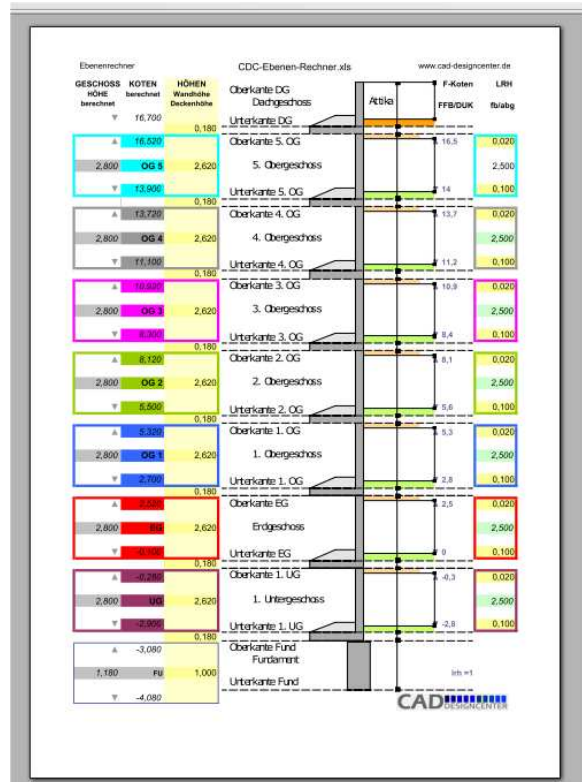 Ebenenrechner CDC-Ebenen-Rechner.xls www.cad-designcenter.de
GESCHOSS KOTEN HÖHEN Oberkante DG F-Koten LRH
HÖHE berechnet Wandhöhe Dachgeschoss Attika
berechnet Deckenhöhe FFB/DUK fb/abg
16,700 Unterkante DG
0,180
16,520 Oberkante 5. OG 16,5 0,020
2,800 OG 5 2,620 5. Obergeschoss 2,500
13,900 Unterkante 5. OG 14 0,100
0,180
13,720 Oberkante 4. OG 13,7 0,020
2,800 OG 4 2,620 4. Obergeschoss 2,500
11,100 Unterkante 4. OG 11,2 0,100
0,180
10,920 Oberkante 3. OG 10,9 0,020
2,800 OG 3 2,620 3. Obergeschoss 2,500
8,300 Unterkante 3. OG 8,4 0,100
0,180
8,120 Oberkante 2. OG 8,1 0,020
2,800 OG 2 2,620 2. Obergeschoss 2,500
5,500 Unterkante 2. OG 5,6 0,100
0,180
5,320 Oberkante 1. OG 5,3 0,020
2,800 OG 1 2,620 1. Obergeschoss 2,500
2,700 Unterkante 1. OG 2,8 0,100
0,180
2,520 Oberkante EG 2,5 0,020
2,800 EG 2,620 Erdgeschoss 2,500
-0,100 Unterkante EG 0 0,100
0,180
-0,280 Oberkante 1. UG -0,3 0,020
2,800 UG 2,620 1. Untergeschoss 2,500
-2,900 Unterkante 1. UG -2,8 0,100
0,180
-3,080 Oberkante Fund
Fundament
1,180 FU 1,000 Unterkante Fund
-4,080
CAD DESIGNCENTER